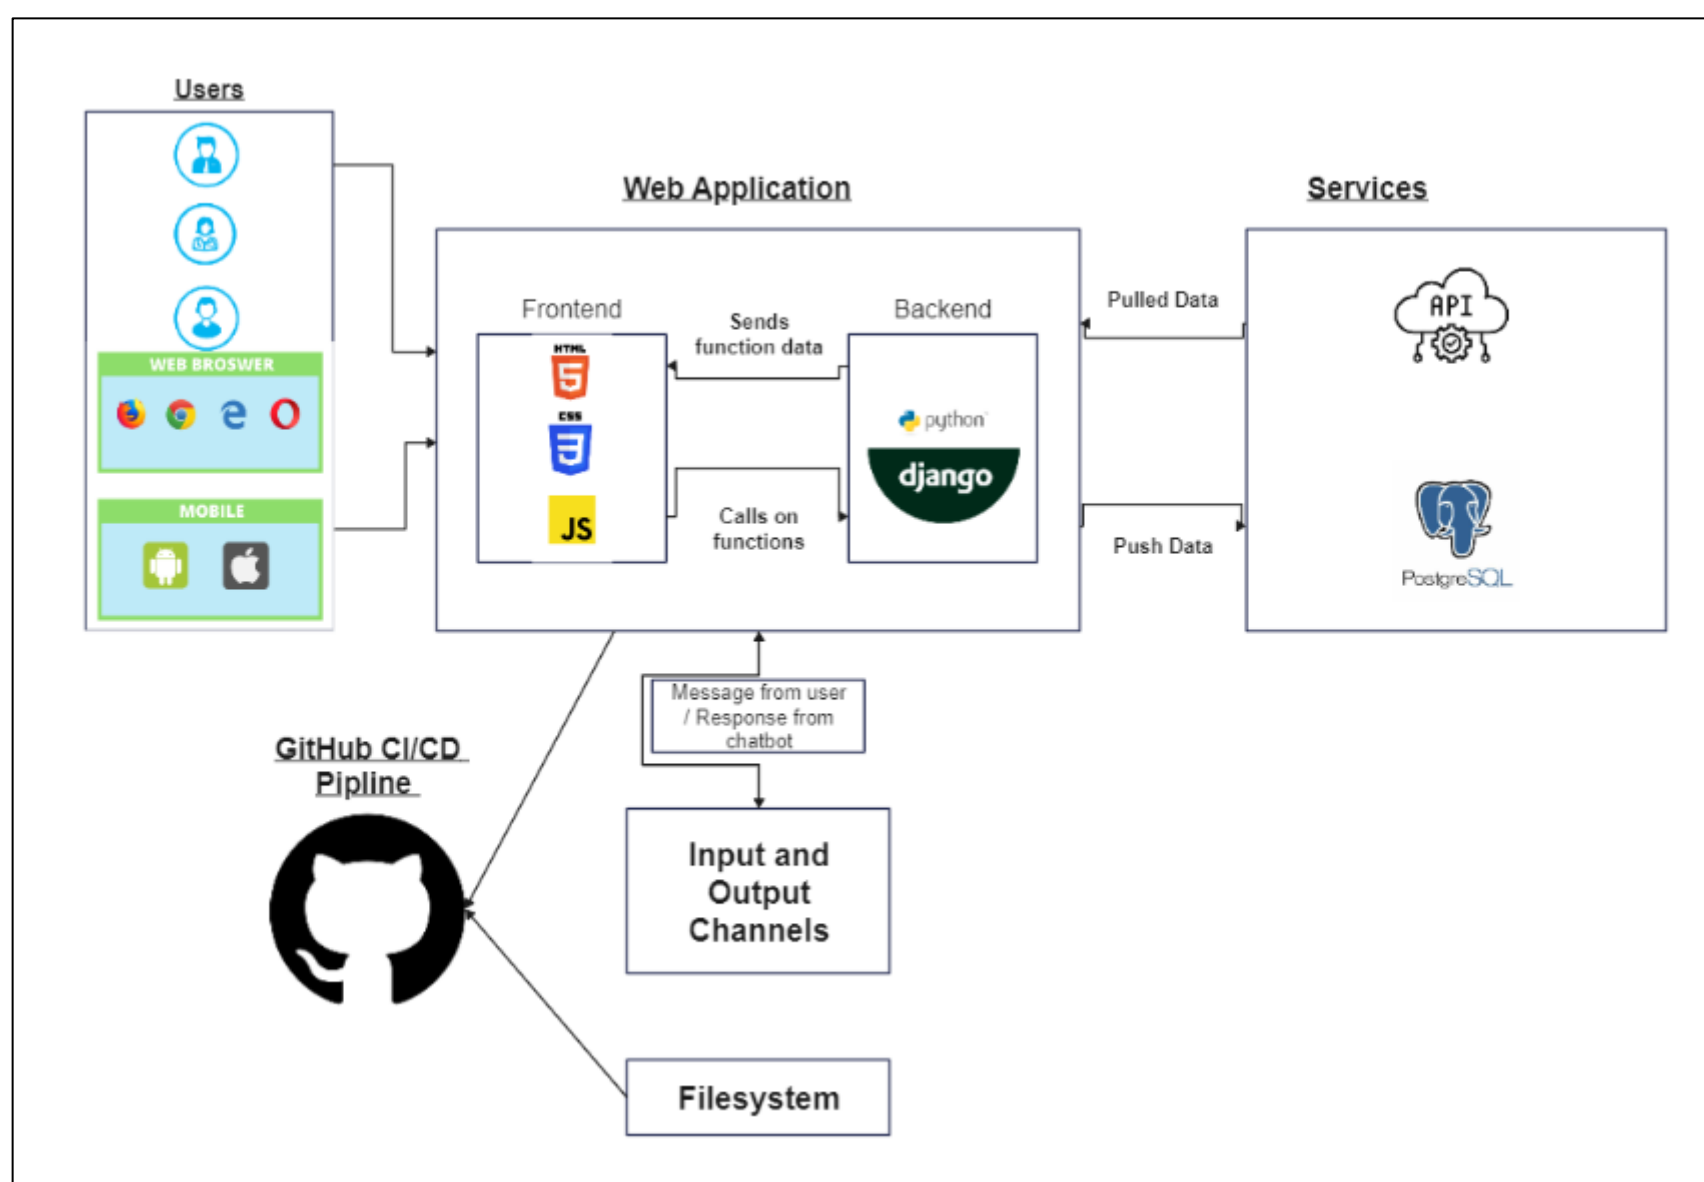 Users
WEB BROSWER
MOBILE
Web Application
Frontend
HTML
5
CSS
3
JS
Sends
function data
Calls on
functions
Backend
python
django
Services
Pulled Data
Push Data
API
PostgreSQL
Message from user
/ Response from
chatbot
GitHub CI/CD
Pipline
Input and
Output
Channels
Filesystem